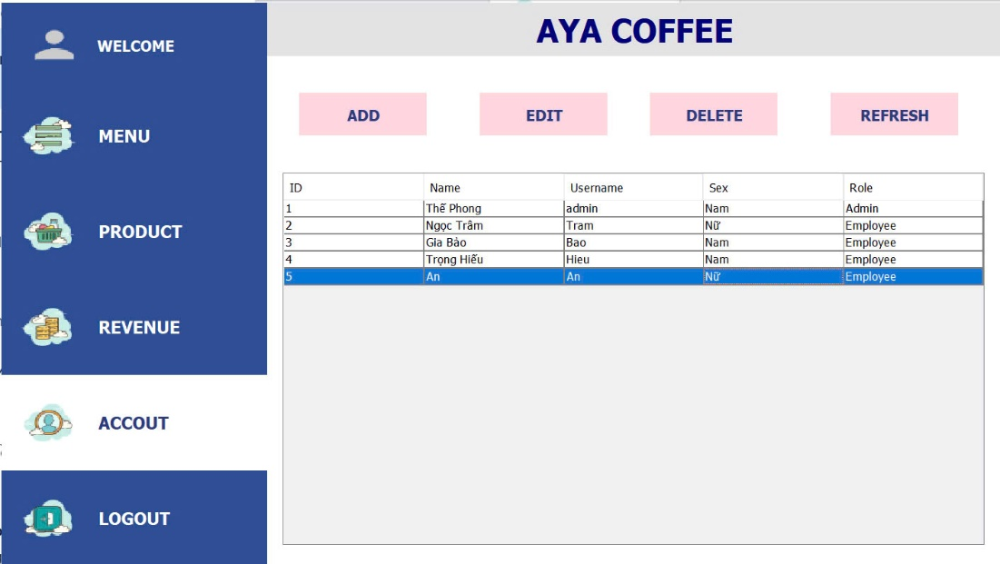 AYA COFFEE
WELCOME
MENU
PRODUCT
REVENUE
ACCOUT
LOGOUT
ADD EDIT DELETE REFRESH
ID Name Username Sex Role
1 Thế Phong admin Nam Admin
2 Ngọc Trâm Tram Nữ Employee
3 Gia Bảo Bao Nam Employee
4 Trọng Hiếu Hieu Nam Employee
5 An An Nữ Employee